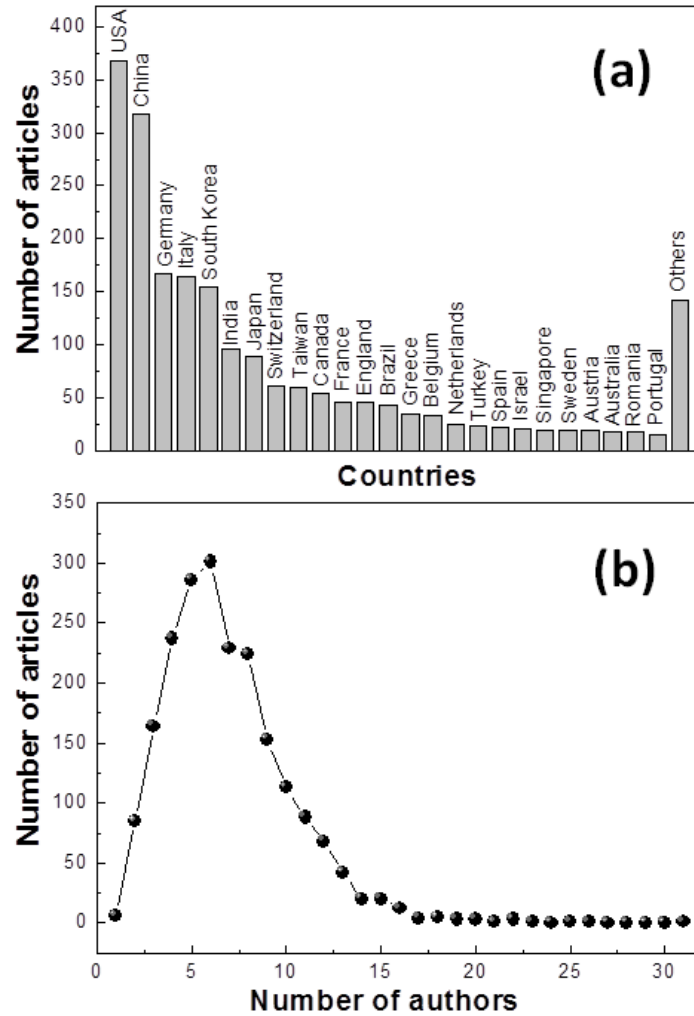 (a)
Number of articles
400
350
300
250
200
150
100
50
0
USA
China
Germany
Italy
South Korea
India
Japan
Switzerland
Taiwan
Canada
France
England
Brazil
Greece
Belgium
Netherlands
Turkey
Spain
Israel
Singapore
Sweden
Austria
Australia
Romania
Portugal
Others
Countries
(b)
Number of articles
350
300
250
200
150
100
50
0
0 5 10 15 20 25 30
Number of authors